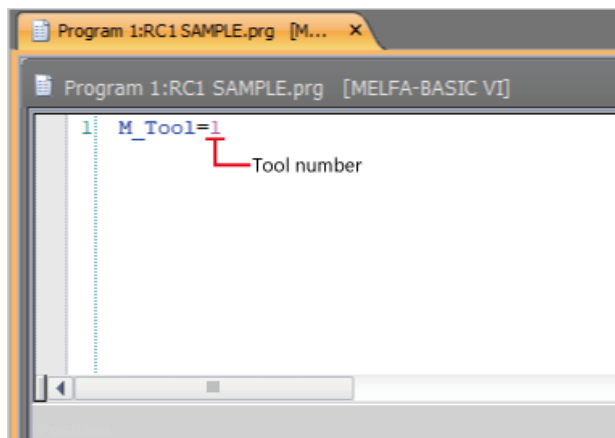 Program 1:RC1 SAMPLE.prg [M...
Program 1:RC1 SAMPLE.prg [MELFA-BASIC VI]
1 M_Tool=1
Tool number